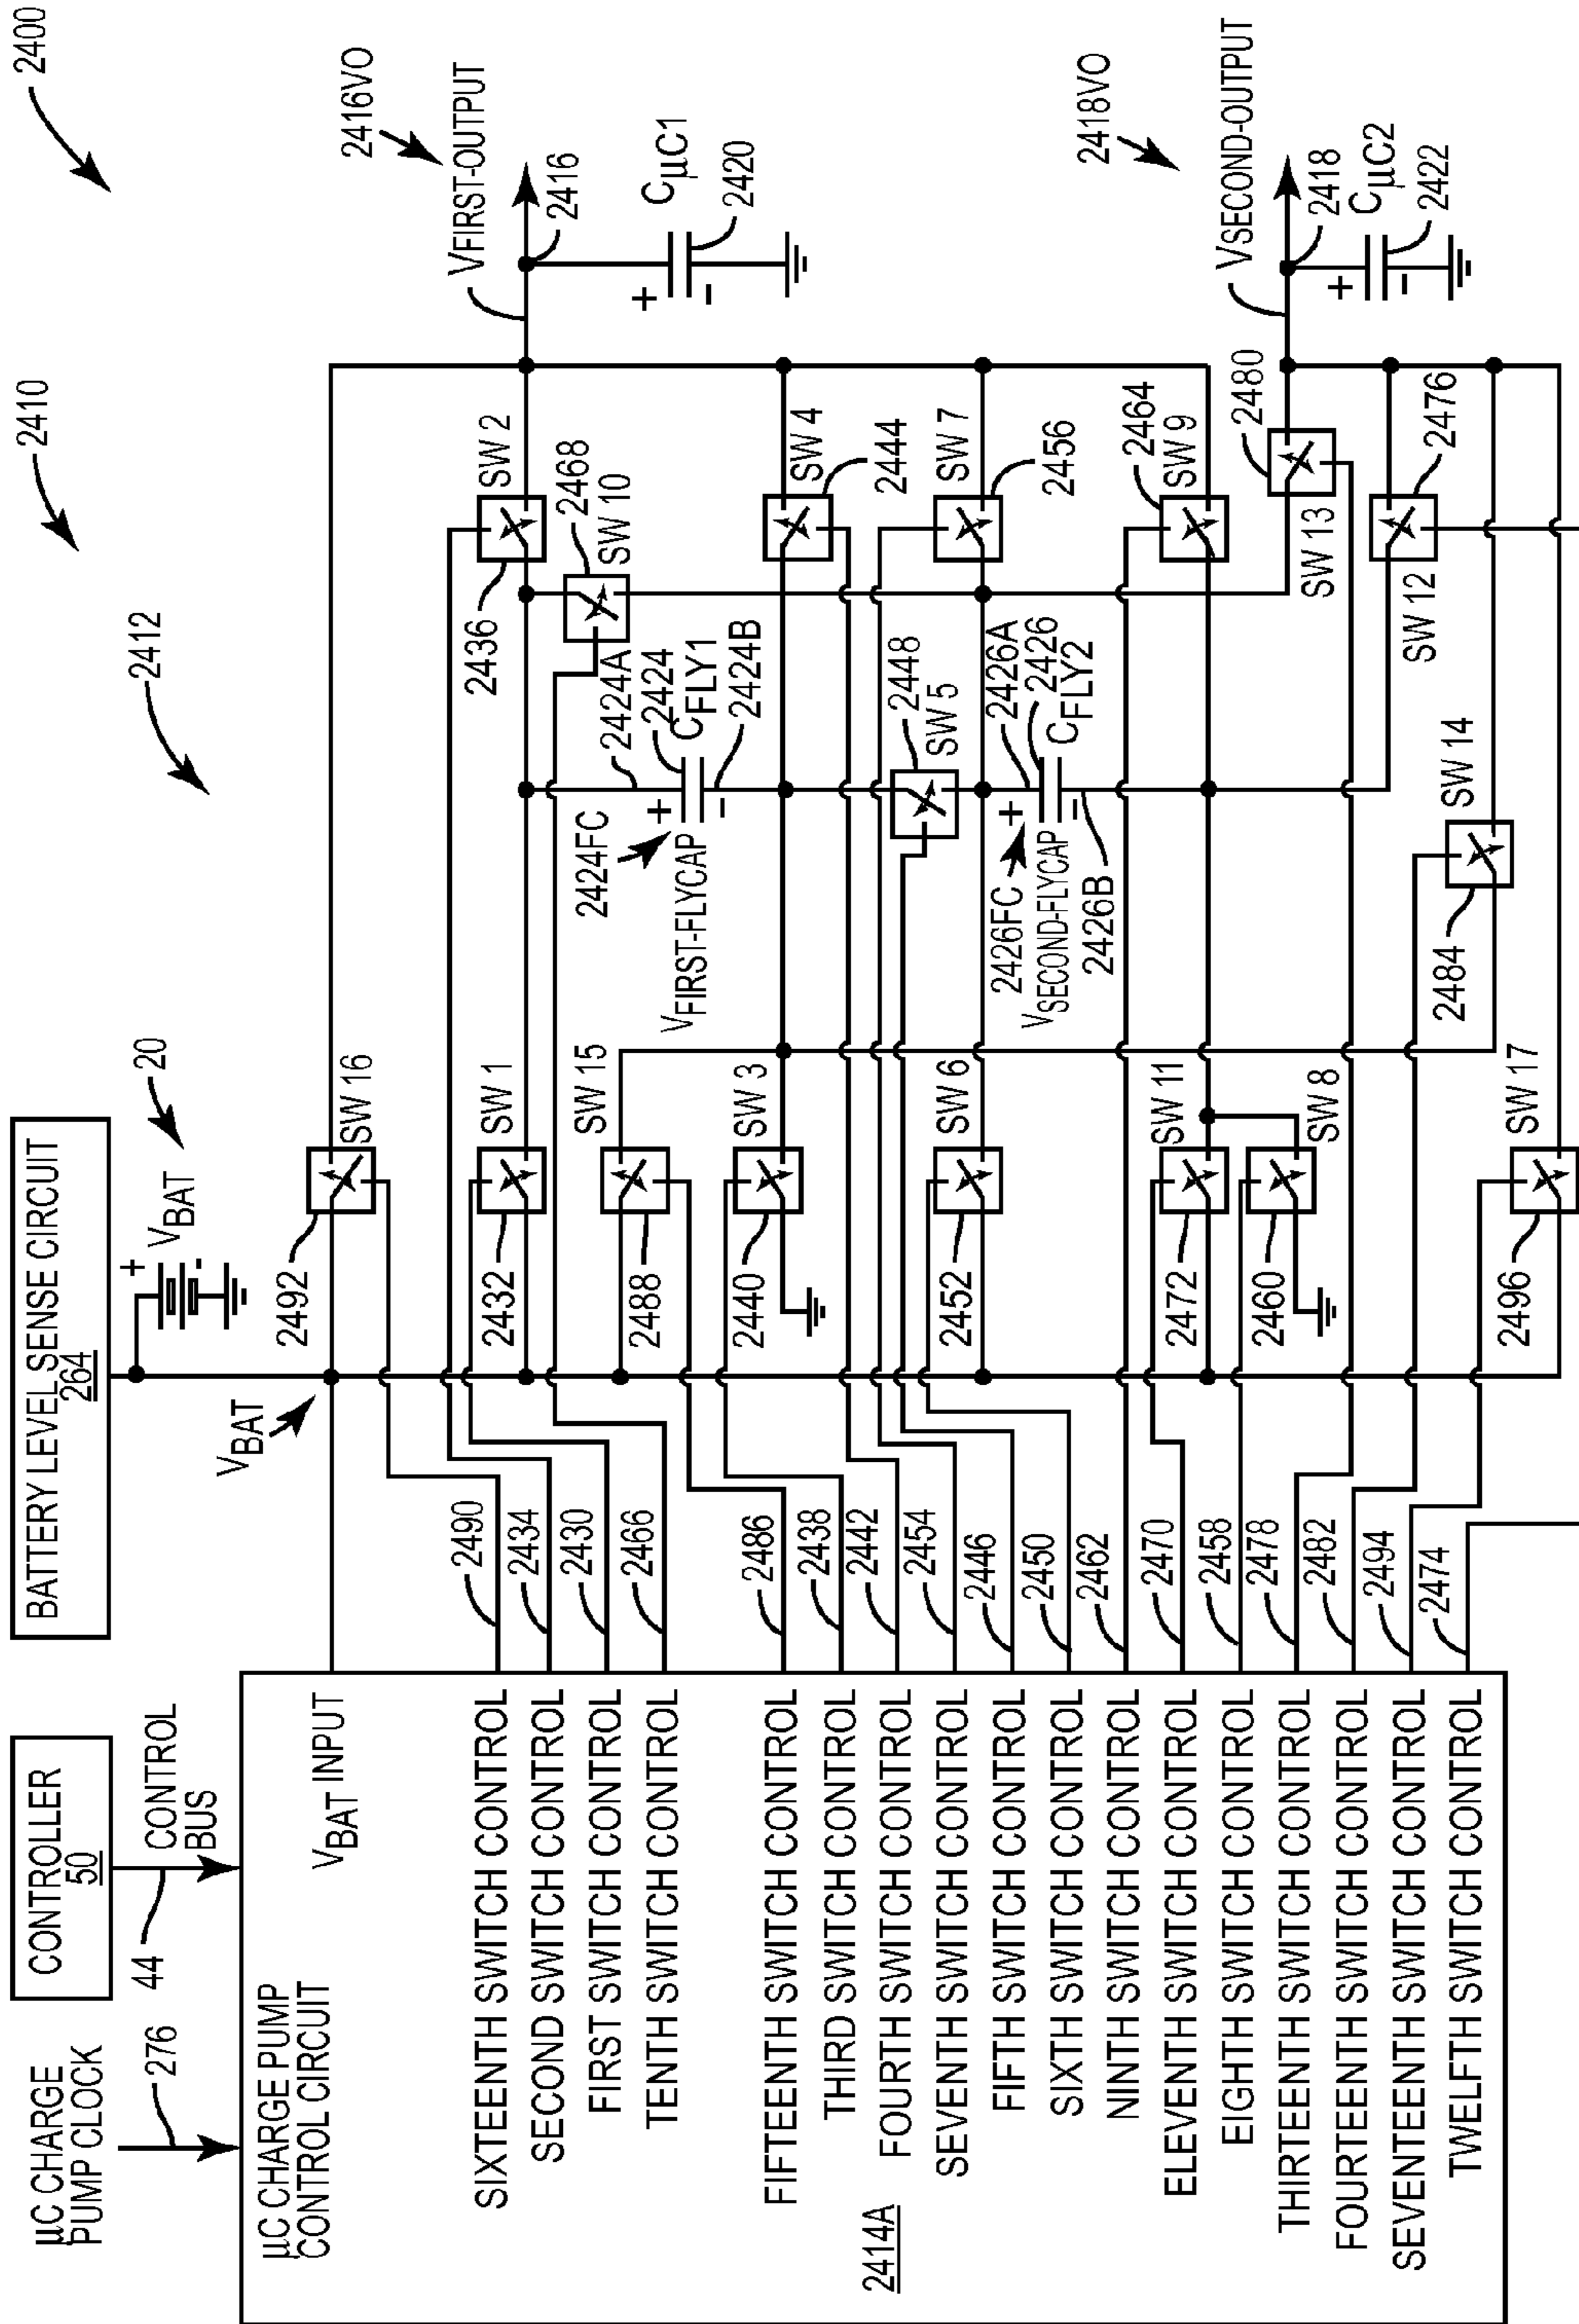 2400
2410
2412
BATTERY LEVEL SENSE CIRCUIT
264
CONTROLLER
50
µC CHARGE
PUMP CLOCK
276
44
CONTROL
BUS
+
-
VBAT
20
VBAT
µC CHARGE PUMP
CONTROL CIRCUIT
2414A
VBAT INPUT
SIXTEENTH SWITCH CONTROL
SECOND SWITCH CONTROL
FIRST SWITCH CONTROL
TENTH SWITCH CONTROL
FIFTEENTH SWITCH CONTROL
THIRD SWITCH CONTROL
FOURTH SWITCH CONTROL
SEVENTH SWITCH CONTROL
FIFTH SWITCH CONTROL
SIXTH SWITCH CONTROL
NINTH SWITCH CONTROL
ELEVENTH SWITCH CONTROL
EIGHTH SWITCH CONTROL
THIRTEENTH SWITCH CONTROL
FOURTEENTH SWITCH CONTROL
SEVENTEENTH SWITCH CONTROL
TWELFTH SWITCH CONTROL
2490
2434
2430
2466
2486
2438
2442
2454
2446
2450
2462
2470
2458
2478
2482
2494
2474
2492
SW 16
2432
SW 1
2488
SW 15
2440
SW 3
2452
SW 6
2472
SW 11
2460
SW 8
2496
SW 17
2424FC
+
-
VFIRST-FLYCAP
2424A
2424
CFLY1
2424B
2448
SW 5
2426FC
+
-
VSECOND-FLYCAP
2426A
2426
CFLY2
2426B
2484
SW 14
2436
SW 2
2468
SW 10
SW 4
2444
SW 7
2456
2464
SW 9
2480
SW 13
2476
SW 12
VFIRST-OUTPUT
2416VO
2416
+
-
CµC1
2420
VSECOND-OUTPUT
2418VO
2418
+
-
CµC2
2422